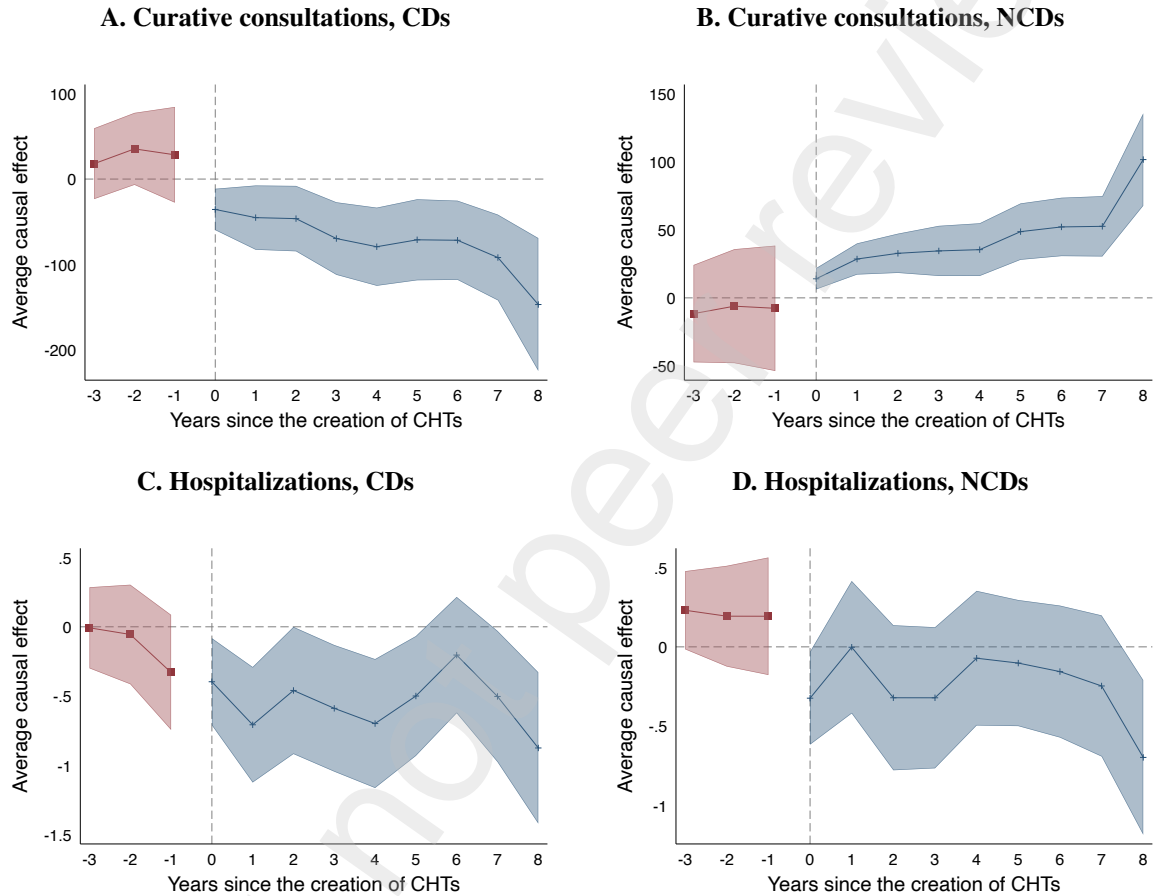 A. Curative consultations, CDs
B. Curative consultations, NCDs
Average causal effect
100
0
-100
-200
-3 -2 -1 0 1 2 3 4 5 6 7 8
Years since the creation of CHTs
Average causal effect
150
100
50
0
-50
-3 -2 -1 0 1 2 3 4 5 6 7 8
Years since the creation of CHTs
C. Hospitalizations, CDs
D. Hospitalizations, NCDs
Average causal effect
.5
0
-.5
-1
-1.5
-3 -2 -1 0 1 2 3 4 5 6 7 8
Years since the creation of CHTs
Average causal effect
.5
0
-.5
-1
-3 -2 -1 0 1 2 3 4 5 6 7 8
Years since the creation of CHTs
not peer review